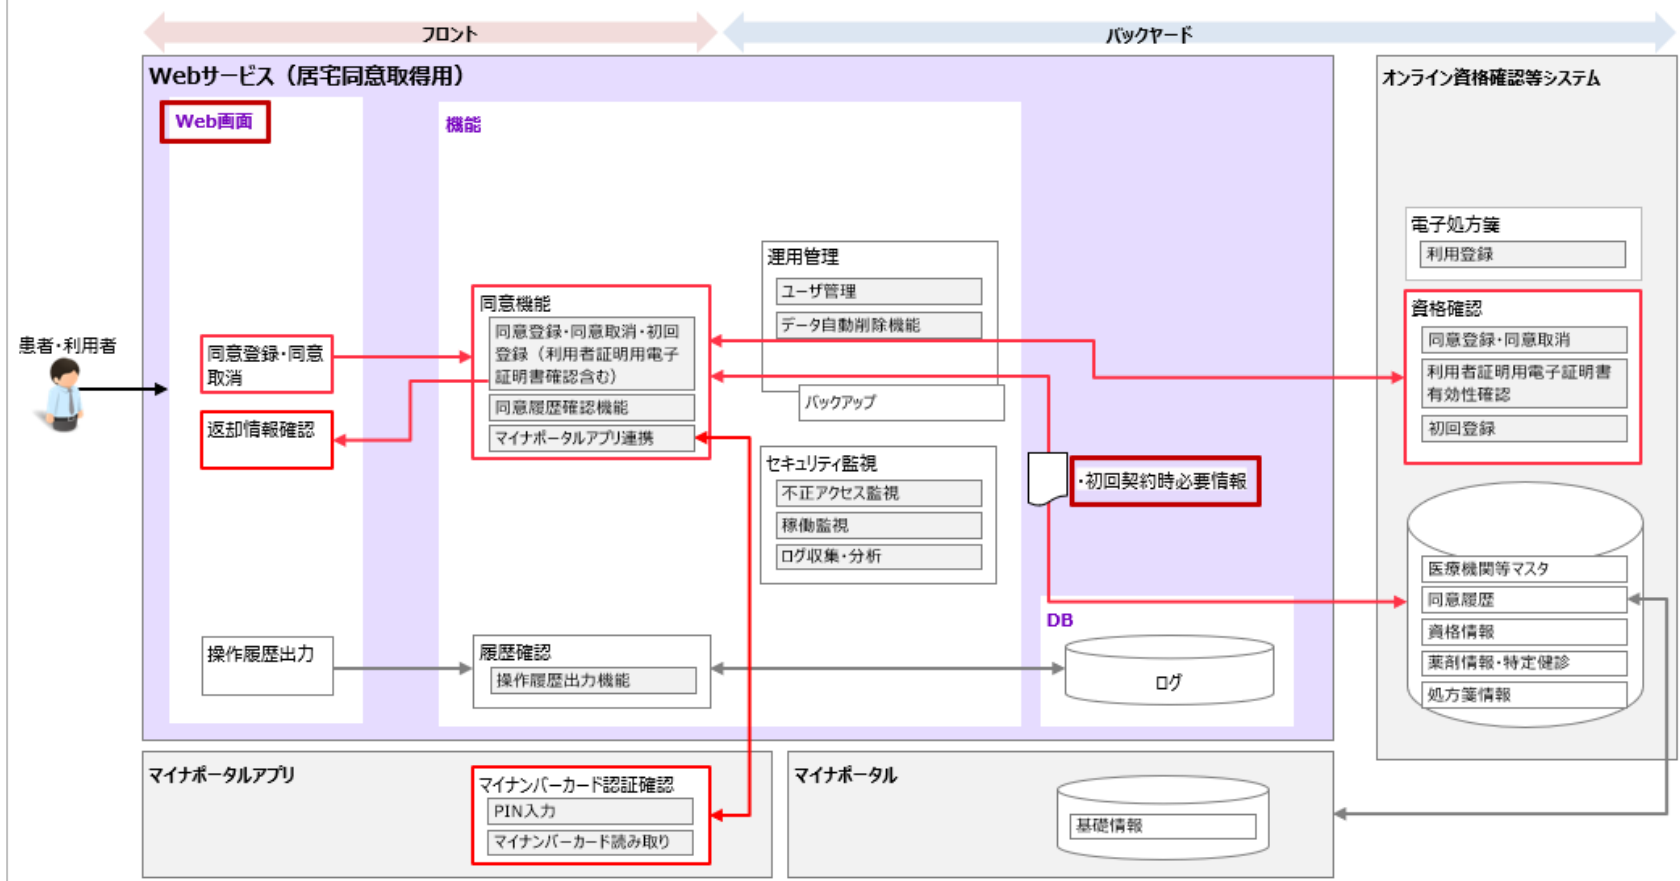 フロント
バックヤード
Webサービス（居宅同意取得用）
オンライン資格確認等システム
Web画面
機能
患者・利用者
同意登録・同意
取消
返却情報確認
操作履歴出力
同意機能
同意登録・同意取消・初回
登録（利用者証明用電子
証明書確認含む）
同意履歴確認機能
マイナポータルアプリ連携
履歴確認
操作履歴出力機能
運用管理
ユーザ管理
データ自動削除機能
バックアップ
セキュリティ監視
不正アクセス監視
稼働監視
ログ収集・分析
・初回契約時必要情報
DB
ログ
電子処方箋
利用登録
資格確認
同意登録・同意取消
利用者証明用電子証明書
有効性確認
初回登録
医療機関等マスタ
同意履歴
資格情報
薬剤情報・特定健診
処方箋情報
マイナポータルアプリ
マイナンバーカード認証確認
PIN入力
マイナンバーカード読み取り
マイナポータル
基礎情報